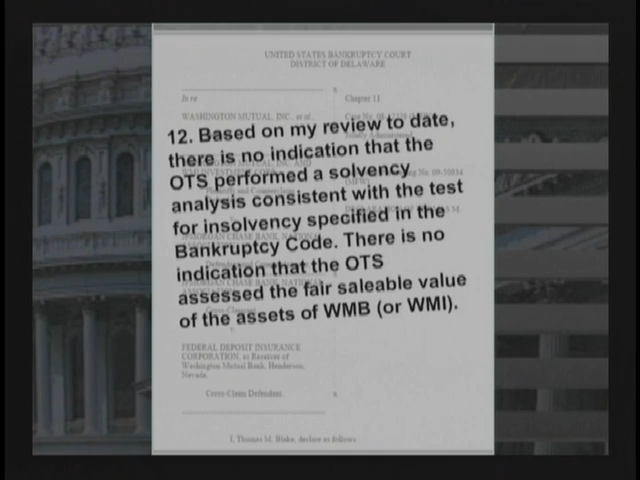 UNITED STATES BANKRUPTCY COURT
DISTRICT OF DELAWARE
In re
Chapter 11
WASHINGTON MUTUAL, INC., et al.,
12. Based on my review to date,
there is no indication that the
OTS performed a solvency
analysis consistent with the test
for insolvency specified in the
Bankruptcy Code. There is no
indication that the OTS
assessed the fair saleable value
of the assets of WMB (or WMI).
FEDERAL DEPOSIT INSURANCE
CORPORATION, as Receiver of
Washington Mutual Bank, Henderson,
Nevada,
Cross-Claim Defendant.
x
I, Thomas M. Blake, declare as follows: